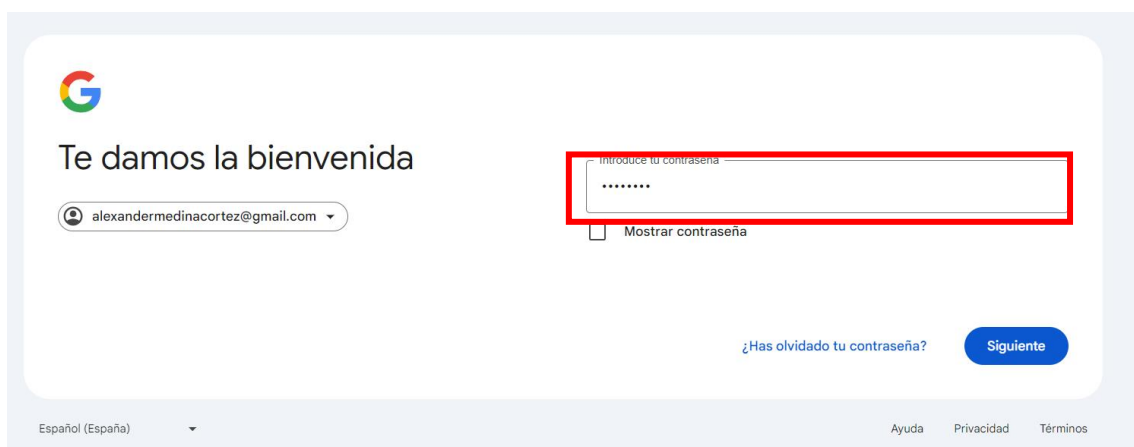 Te damos la bienvenida
alexandermedinacortez@gmail.com
Introduce tu contraseña
••••••••
Mostrar contraseña
¿Has olvidado tu contraseña?
Siguiente
Español (España)
Ayuda
Privacidad
Términos